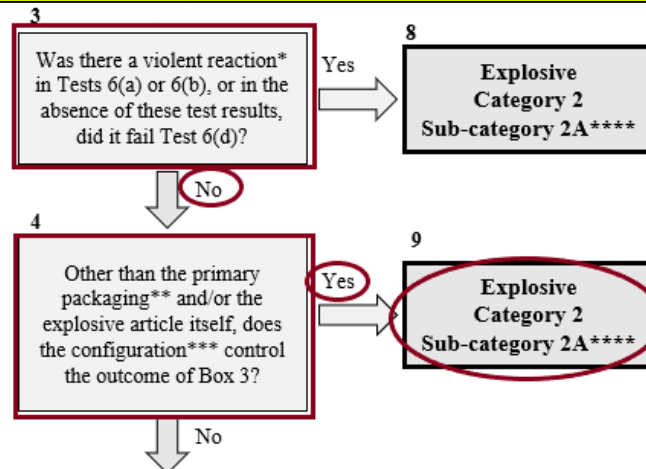 3
Was there a violent reaction*
in Tests 6(a) or 6(b), or in the
absence of these test results,
did it fail Test 6(d)?
Yes
8
Explosive
Category 2
Sub-category 2A****
No
4
Other than the primary
packaging** and/or the
explosive article itself, does
the configuration*** control
the outcome of Box 3?
Yes
9
Explosive
Category 2
Sub-category 2A****
No